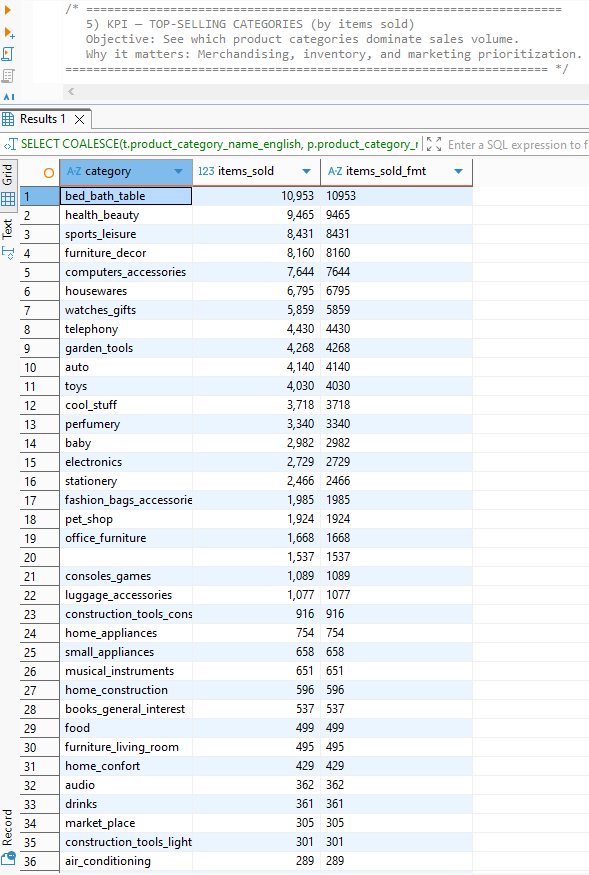 /* ====================================================================
5) KPI – TOP-SELLING CATEGORIES (by items sold)
Objective: See which product categories dominate sales volume.
Why it matters: Merchandising, inventory, and marketing prioritization.
==================================================================== */
Results 1
SELECT COALESCE(t.product_category_name_english, p.product_category_r
Enter a SQL expression to f
Grid
Text
Record
A-Z category 123 items_sold A-Z items_sold_fmt
1 bed_bath_table 10,953 10953
2 health_beauty 9,465 9465
3 sports_leisure 8,431 8431
4 furniture_decor 8,160 8160
5 computers_accessories 7,644 7644
6 housewares 6,795 6795
7 watches_gifts 5,859 5859
8 telephony 4,430 4430
9 garden_tools 4,268 4268
10 auto 4,140 4140
11 toys 4,030 4030
12 cool_stuff 3,718 3718
13 perfumery 3,340 3340
14 baby 2,982 2982
15 electronics 2,729 2729
16 stationery 2,466 2466
17 fashion_bags_accessorie 1,985 1985
18 pet_shop 1,924 1924
19 office_furniture 1,668 1668
20 1,537 1537
21 consoles_games 1,089 1089
22 luggage_accessories 1,077 1077
23 construction_tools_cons 916 916
24 home_appliances 754 754
25 small_appliances 658 658
26 musical_instruments 651 651
27 home_construction 596 596
28 books_general_interest 537 537
29 food 499 499
30 furniture_living_room 495 495
31 home_confort 429 429
32 audio 362 362
33 drinks 361 361
34 market_place 305 305
35 construction_tools_light 301 301
36 air_conditioning 289 289